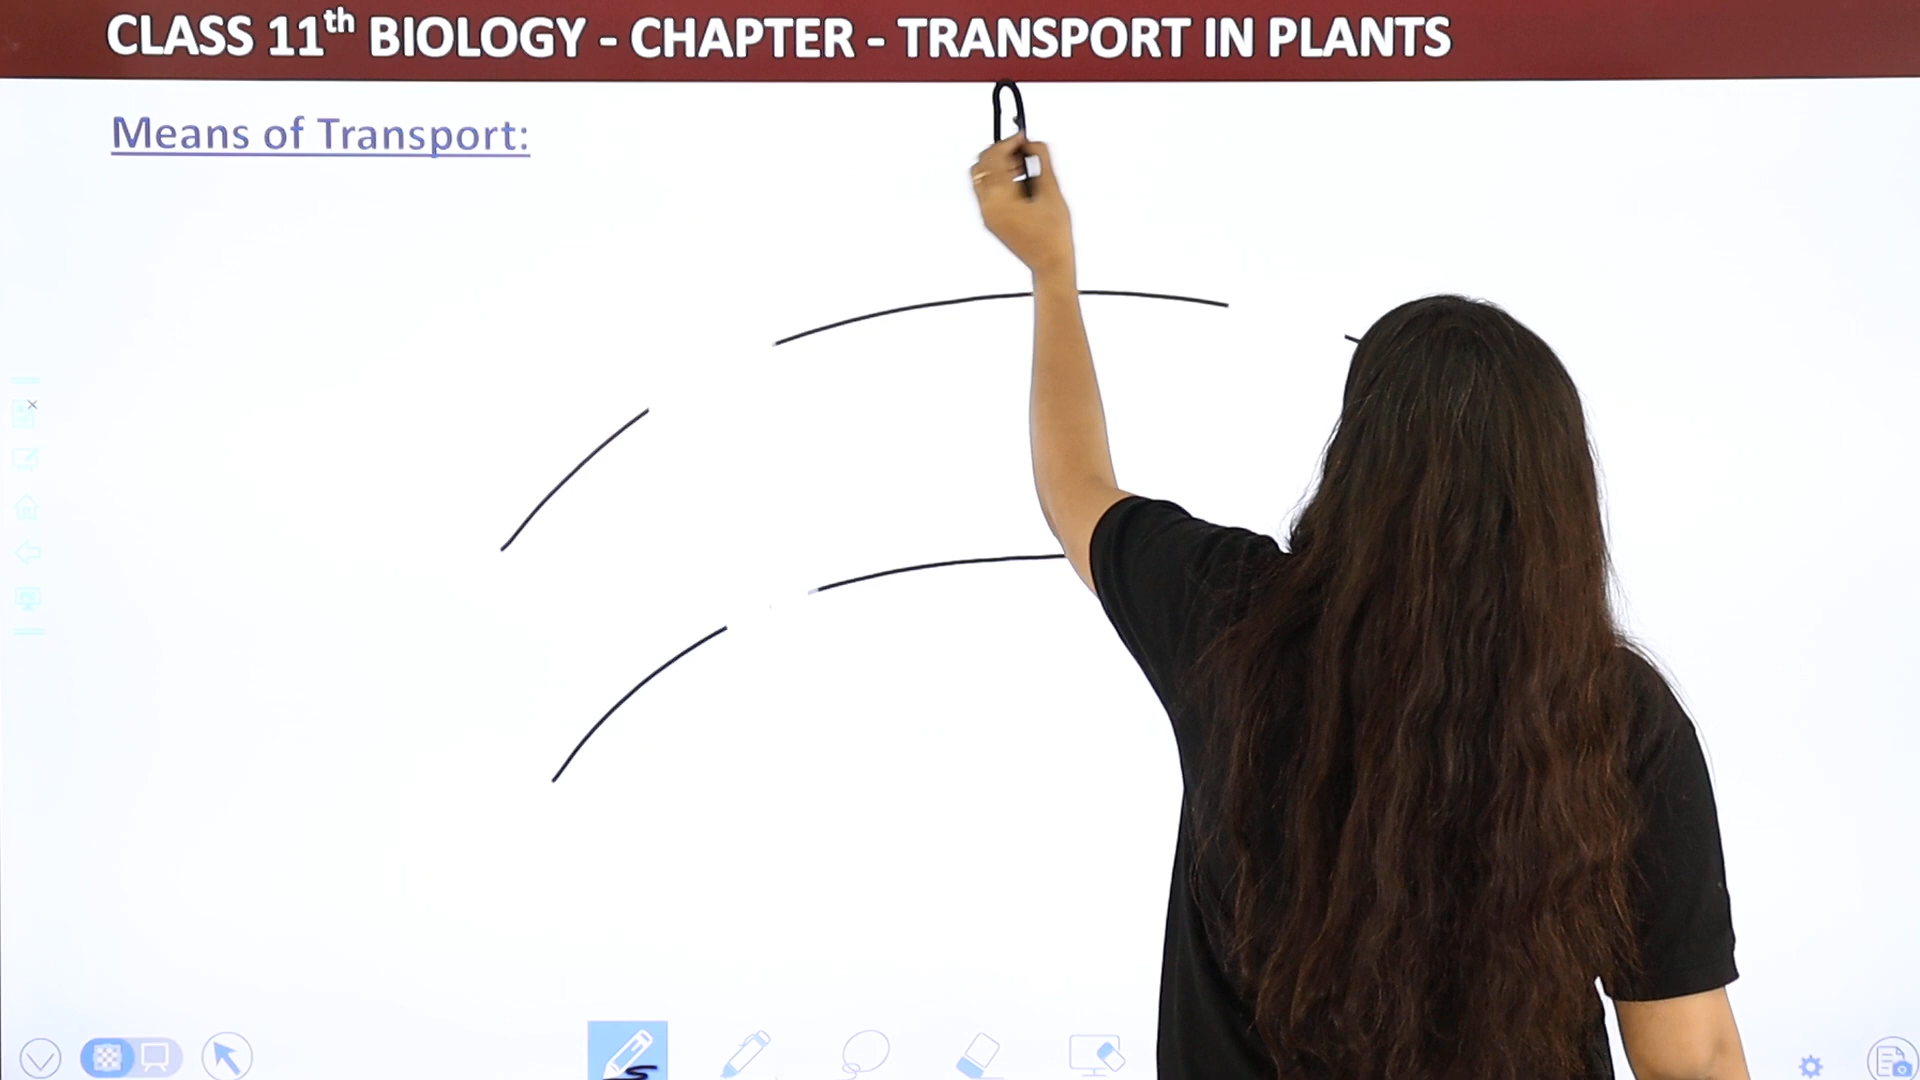 CLASS 11th BIOLOGY - CHAPTER - TRANSPORT IN PLANTS
Means of Transport: